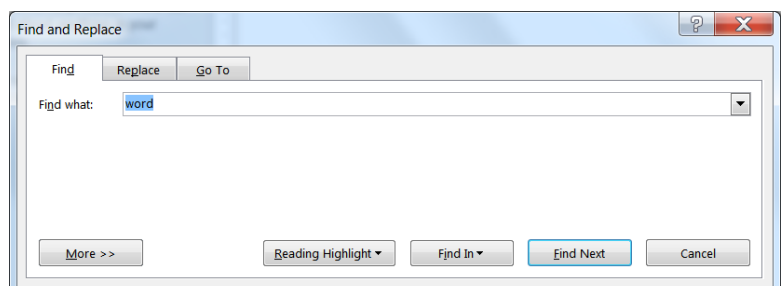 Find and Replace
Find Replace Go To
Find what: word
More >> Reading Highlight Find In Find Next Cancel